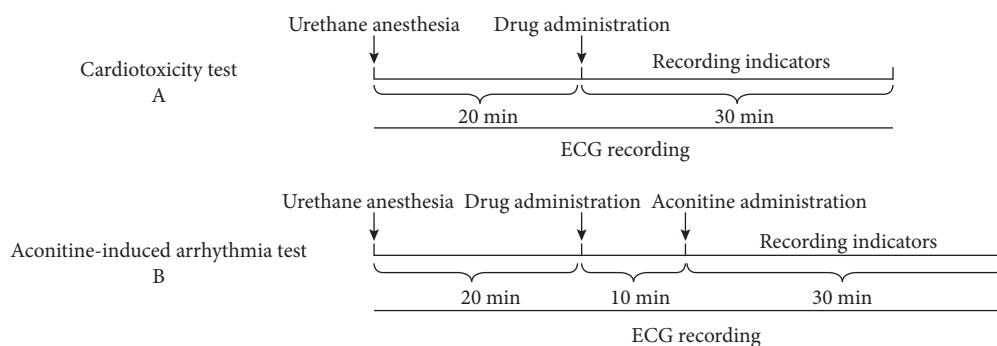 Urethane anesthesia Drug administration
Cardiotoxicity test
A
Recording indicators
20 min 30 min
ECG recording
Urethane anesthesia Drug administration Aconitine administration
Aconitine-induced arrhythmia test
B
Recording indicators
20 min 10 min 30 min
ECG recording